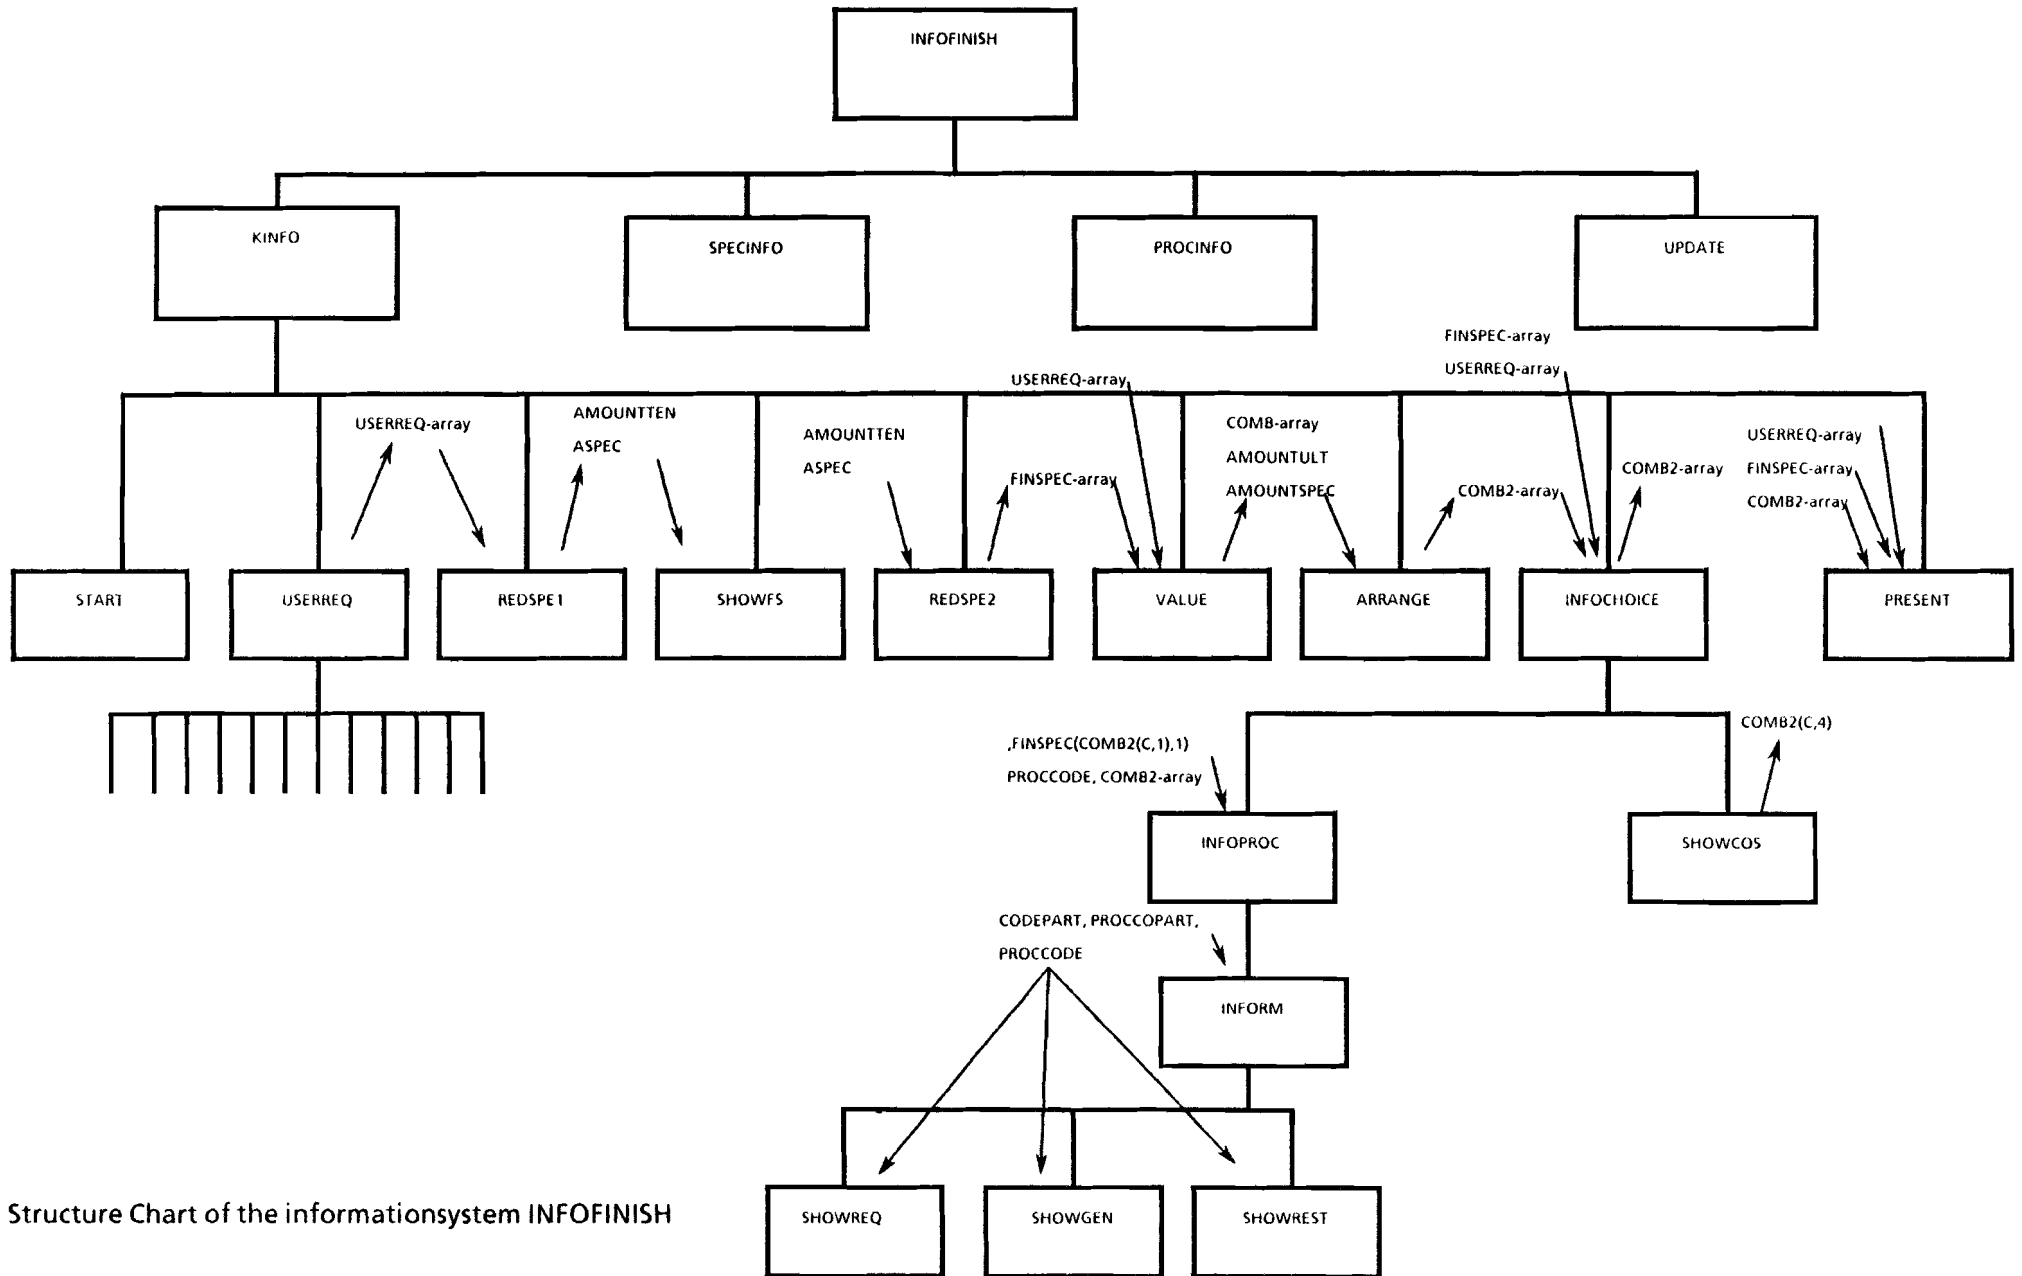 INFOFINISH
KINFO
SPECINFO
PROCINFO
UPDATE
FINSPEC-array
USERREQ-array
USERREQ-array
USERREQ-array
AMOUNTTEN
ASPEC
AMOUNTTEN
ASPEC
FINSPEC-array
COMB-array
AMOUNTULT
AMOUNTSPEC
COMB2-array
COMB2-array
USERREQ-array
FINSPEC-array
COMB2-array
START
USERREQ
REDSPE1
SHOWFS
REDSPE2
VALUE
ARRANGE
INFOCHOICE
PRESENT
,FINSPEC(COMB2(C,1),1)
PROCCODE, COMB2-array
COMB2(C,4)
INFOPROC
SHOWCOS
CODEPART, PROCCOPART,
PROCCODE
INFORM
SHOWREQ
SHOWGEN
SHOWREST
Structure Chart of the informationsystem INFOFINISH